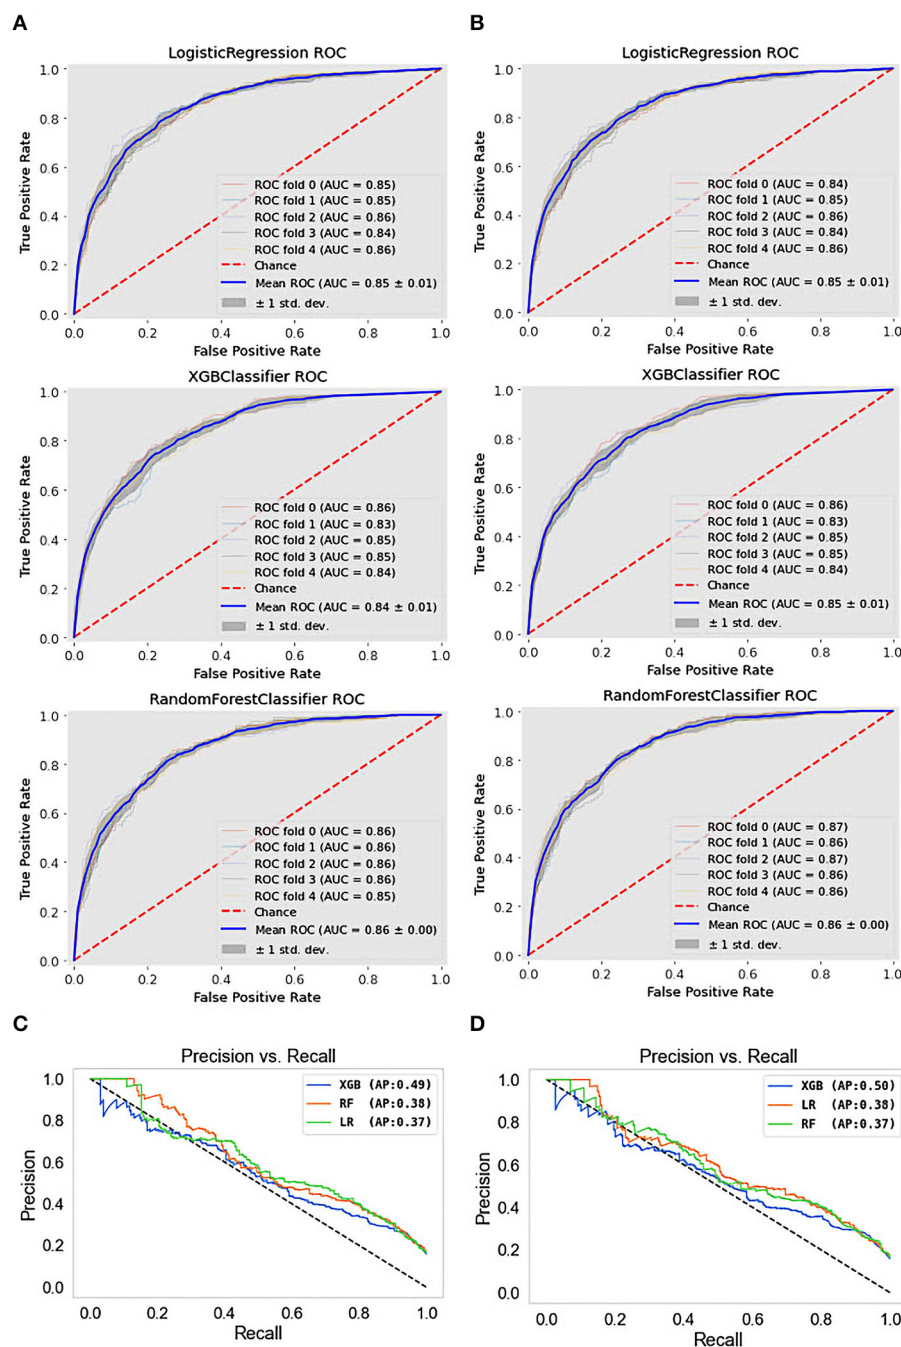 A
LogisticRegression ROC
True Positive Rate
1.0
0.8
0.6
0.4
0.2
0.0
ROC fold 0 (AUC = 0.85)
ROC fold 1 (AUC = 0.85)
ROC fold 2 (AUC = 0.86)
ROC fold 3 (AUC = 0.84)
ROC fold 4 (AUC = 0.86)
Chance
Mean ROC (AUC = 0.85 ± 0.01)
± 1 std. dev.
0.0 0.2 0.4 0.6 0.8 1.0
False Positive Rate
XGBClassifier ROC
True Positive Rate
1.0
0.8
0.6
0.4
0.2
0.0
ROC fold 0 (AUC = 0.86)
ROC fold 1 (AUC = 0.83)
ROC fold 2 (AUC = 0.85)
ROC fold 3 (AUC = 0.85)
ROC fold 4 (AUC = 0.84)
Chance
Mean ROC (AUC = 0.84 ± 0.01)
± 1 std. dev.
0.0 0.2 0.4 0.6 0.8 1.0
False Positive Rate
RandomForestClassifier ROC
True Positive Rate
1.0
0.8
0.6
0.4
0.2
0.0
ROC fold 0 (AUC = 0.86)
ROC fold 1 (AUC = 0.86)
ROC fold 2 (AUC = 0.86)
ROC fold 3 (AUC = 0.86)
ROC fold 4 (AUC = 0.85)
Chance
Mean ROC (AUC = 0.86 ± 0.00)
± 1 std. dev.
0.0 0.2 0.4 0.6 0.8 1.0
False Positive Rate
B
LogisticRegression ROC
True Positive Rate
1.0
0.8
0.6
0.4
0.2
0.0
ROC fold 0 (AUC = 0.84)
ROC fold 1 (AUC = 0.85)
ROC fold 2 (AUC = 0.86)
ROC fold 3 (AUC = 0.84)
ROC fold 4 (AUC = 0.86)
Chance
Mean ROC (AUC = 0.85 ± 0.01)
± 1 std. dev.
0.0 0.2 0.4 0.6 0.8 1.0
False Positive Rate
XGBClassifier ROC
True Positive Rate
1.0
0.8
0.6
0.4
0.2
0.0
ROC fold 0 (AUC = 0.86)
ROC fold 1 (AUC = 0.83)
ROC fold 2 (AUC = 0.85)
ROC fold 3 (AUC = 0.85)
ROC fold 4 (AUC = 0.84)
Chance
Mean ROC (AUC = 0.85 ± 0.01)
± 1 std. dev.
0.0 0.2 0.4 0.6 0.8 1.0
False Positive Rate
RandomForestClassifier ROC
True Positive Rate
1.0
0.8
0.6
0.4
0.2
0.0
ROC fold 0 (AUC = 0.87)
ROC fold 1 (AUC = 0.86)
ROC fold 2 (AUC = 0.87)
ROC fold 3 (AUC = 0.86)
ROC fold 4 (AUC = 0.86)
Chance
Mean ROC (AUC = 0.86 ± 0.00)
± 1 std. dev.
0.0 0.2 0.4 0.6 0.8 1.0
False Positive Rate
C
Precision vs. Recall
Precision
1.0
0.8
0.6
0.4
0.2
0.0
XGB (AP:0.49)
RF (AP:0.38)
LR (AP:0.37)
0.0 0.2 0.4 0.6 0.8 1.0
Recall
D
Precision vs. Recall
Precision
1.0
0.8
0.6
0.4
0.2
0.0
XGB (AP:0.50)
LR (AP:0.38)
RF (AP:0.37)
0.0 0.2 0.4 0.6 0.8 1.0
Recall